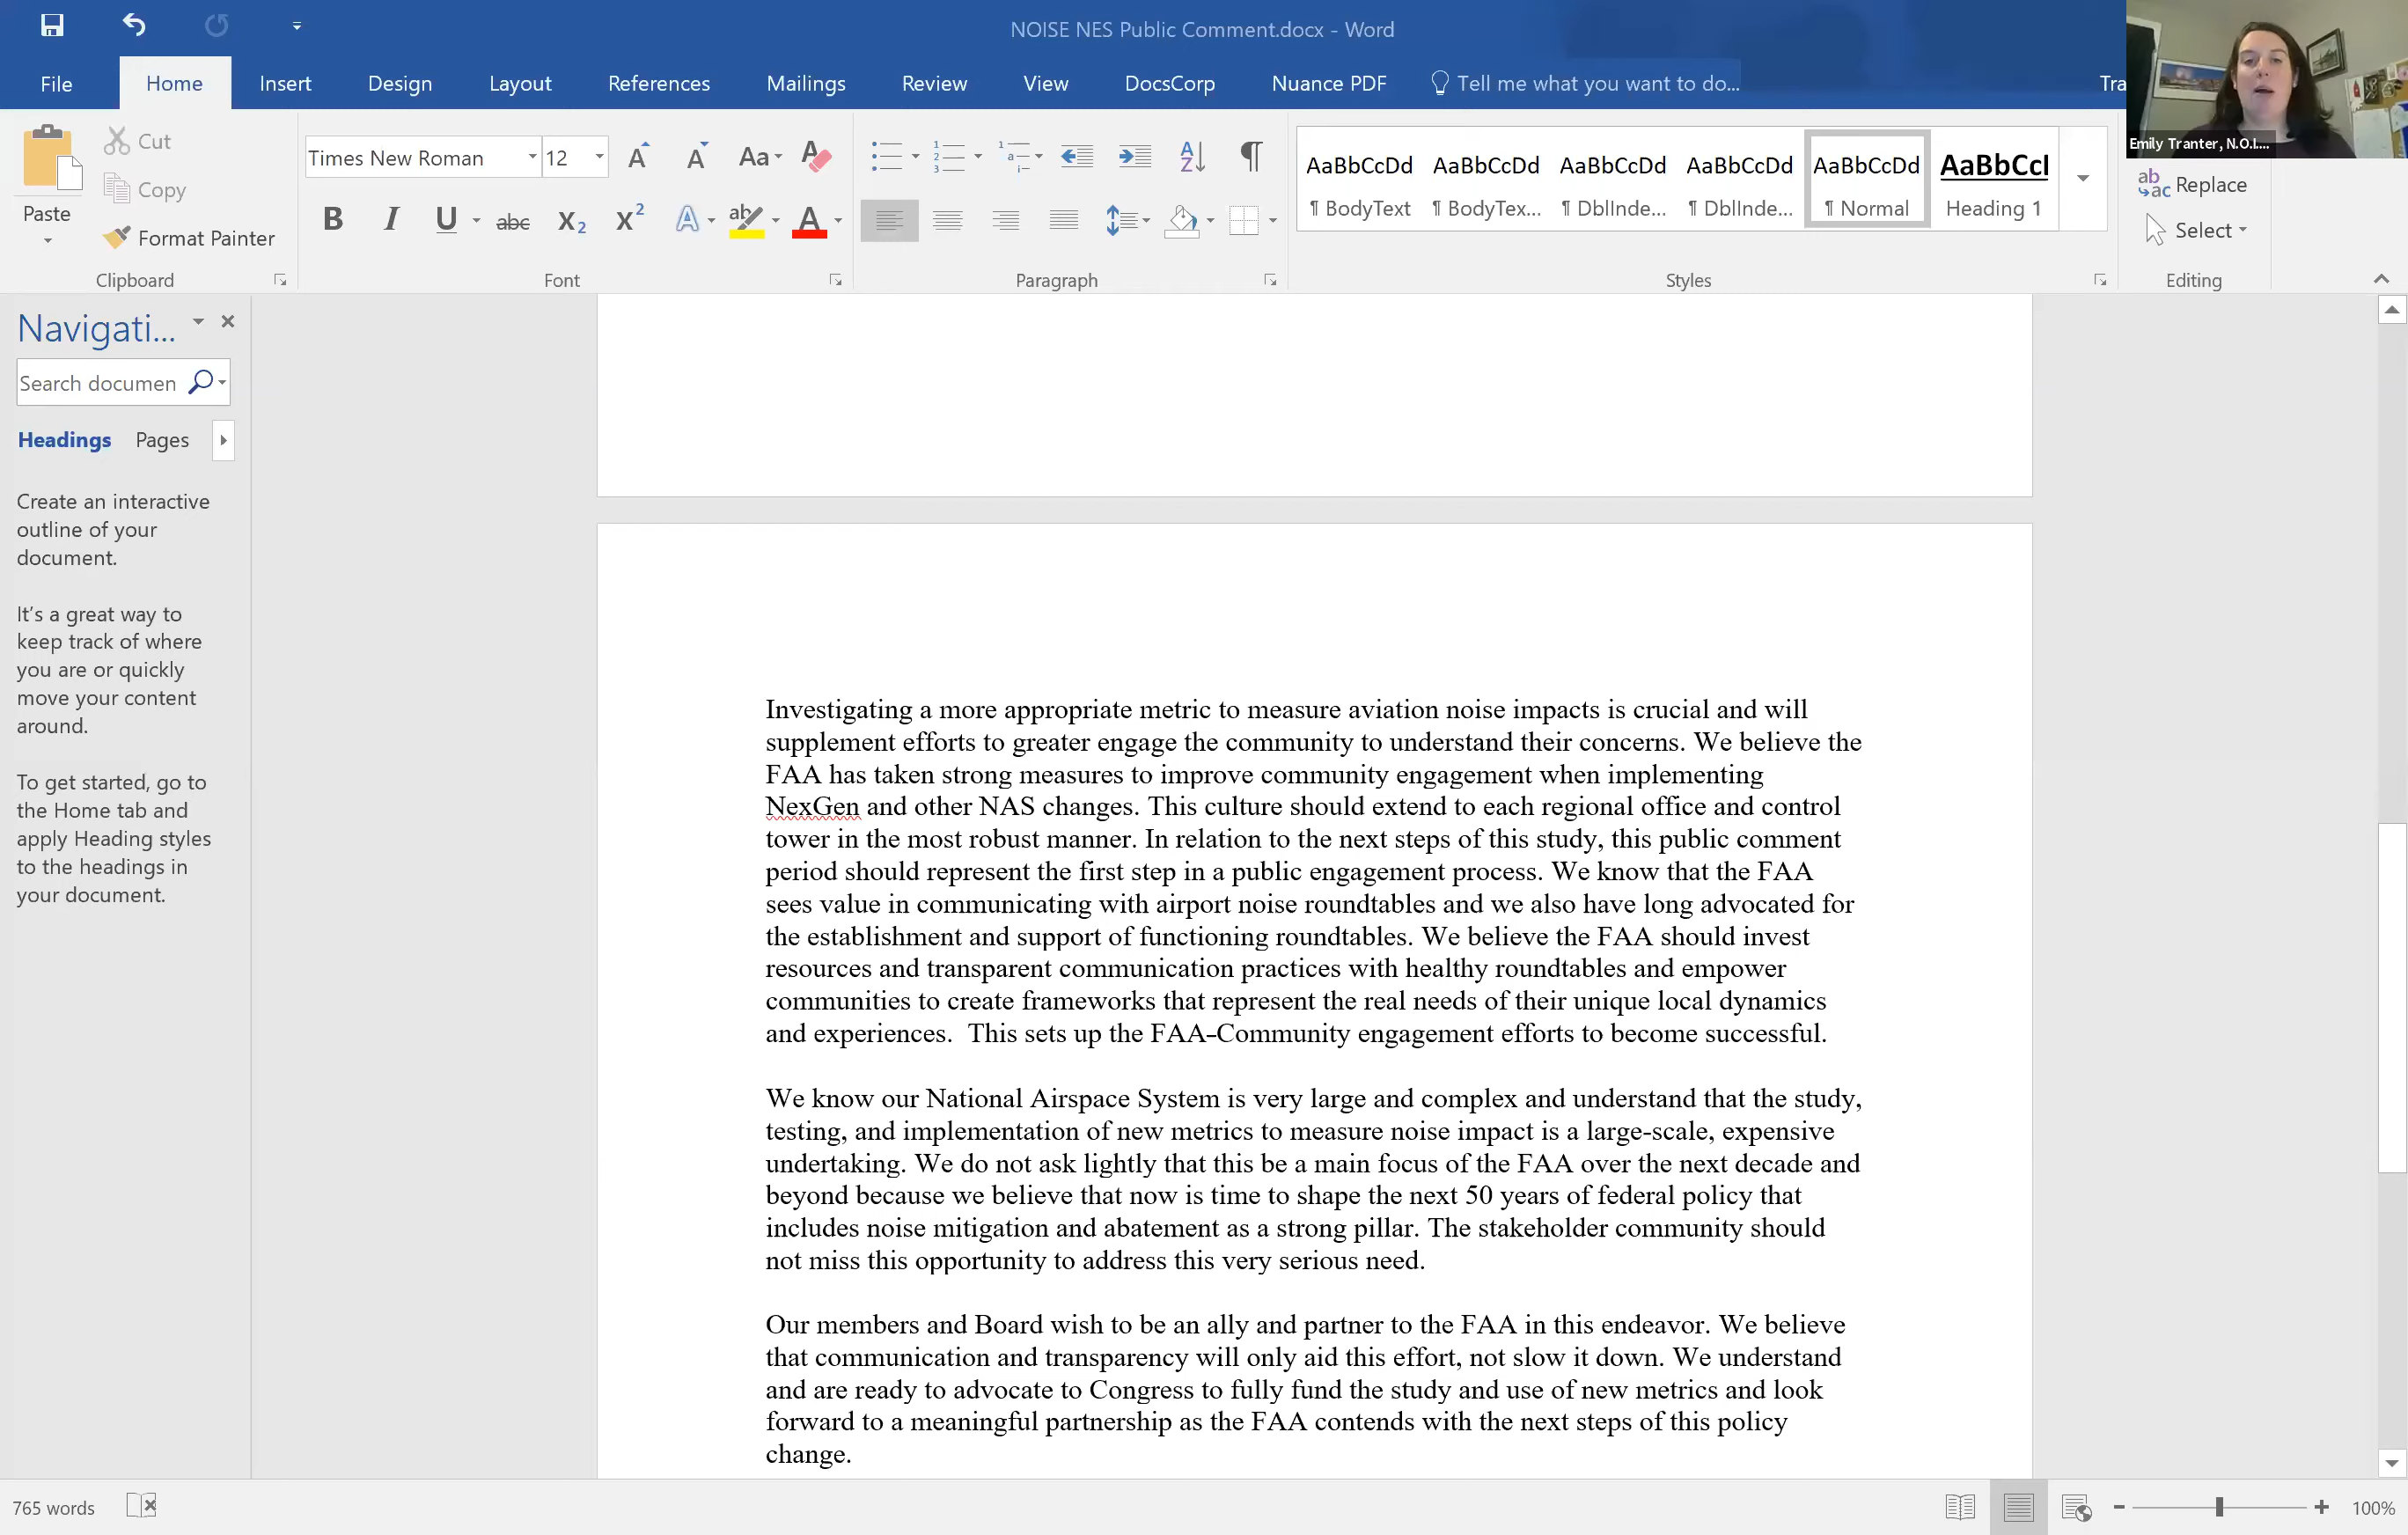 NOISE NES Public Comment.docx - Word
File Home Insert Design Layout References Mailings Review View DocsCorp Nuance PDF Tell me what you want to do... Tra
Emily Tranter, N.O.I....
Paste
Cut
Copy
Format Painter
Clipboard
Times New Roman 12
Aa
B I U abc X2 X2 A ab A
Font
Paragraph
AaBbCcDd AaBbCcDd AaBbCcDd AaBbCcDd AaBbCcDd AaBbCcI
¶ BodyText ¶ BodyTex... ¶ DblInde... ¶ DblInde... ¶ Normal Heading 1
Styles
Replace
Select
Editing
Navigati...
Search documen
Headings Pages
Create an interactive
outline of your
document.
It's a great way to
keep track of where
you are or quickly
move your content
around.
To get started, go to
the Home tab and
apply Heading styles
to the headings in
your document.
Investigating a more appropriate metric to measure aviation noise impacts is crucial and will
supplement efforts to greater engage the community to understand their concerns. We believe the
FAA has taken strong measures to improve community engagement when implementing
NexGen and other NAS changes. This culture should extend to each regional office and control
tower in the most robust manner. In relation to the next steps of this study, this public comment
period should represent the first step in a public engagement process. We know that the FAA
sees value in communicating with airport noise roundtables and we also have long advocated for
the establishment and support of functioning roundtables. We believe the FAA should invest
resources and transparent communication practices with healthy roundtables and empower
communities to create frameworks that represent the real needs of their unique local dynamics
and experiences.  This sets up the FAA-Community engagement efforts to become successful.
We know our National Airspace System is very large and complex and understand that the study,
testing, and implementation of new metrics to measure noise impact is a large-scale, expensive
undertaking. We do not ask lightly that this be a main focus of the FAA over the next decade and
beyond because we believe that now is time to shape the next 50 years of federal policy that
includes noise mitigation and abatement as a strong pillar. The stakeholder community should
not miss this opportunity to address this very serious need.
Our members and Board wish to be an ally and partner to the FAA in this endeavor. We believe
that communication and transparency will only aid this effort, not slow it down. We understand
and are ready to advocate to Congress to fully fund the study and use of new metrics and look
forward to a meaningful partnership as the FAA contends with the next steps of this policy
change.
765 words
100%